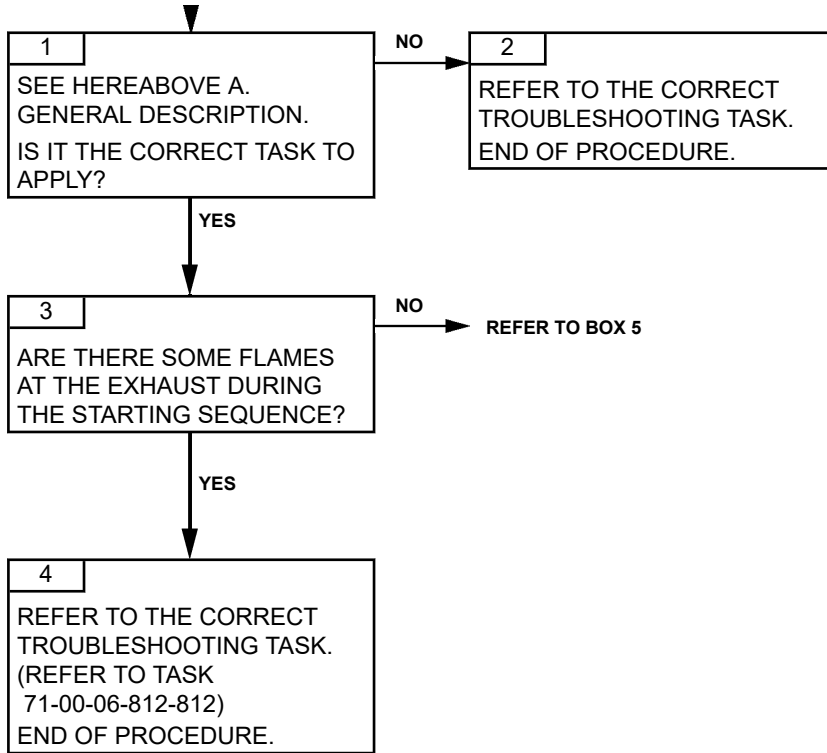 1
SEE HEREABOVE A.
GENERAL DESCRIPTION.
IS IT THE CORRECT TASK TO
APPLY?
NO
2
REFER TO THE CORRECT
TROUBLESHOOTING TASK.
END OF PROCEDURE.
YES
3
ARE THERE SOME FLAMES
AT THE EXHAUST DURING
THE STARTING SEQUENCE?
NO
REFER TO BOX 5
YES
4
REFER TO THE CORRECT
TROUBLESHOOTING TASK.
(REFER TO TASK
71-00-06-812-812)
END OF PROCEDURE.